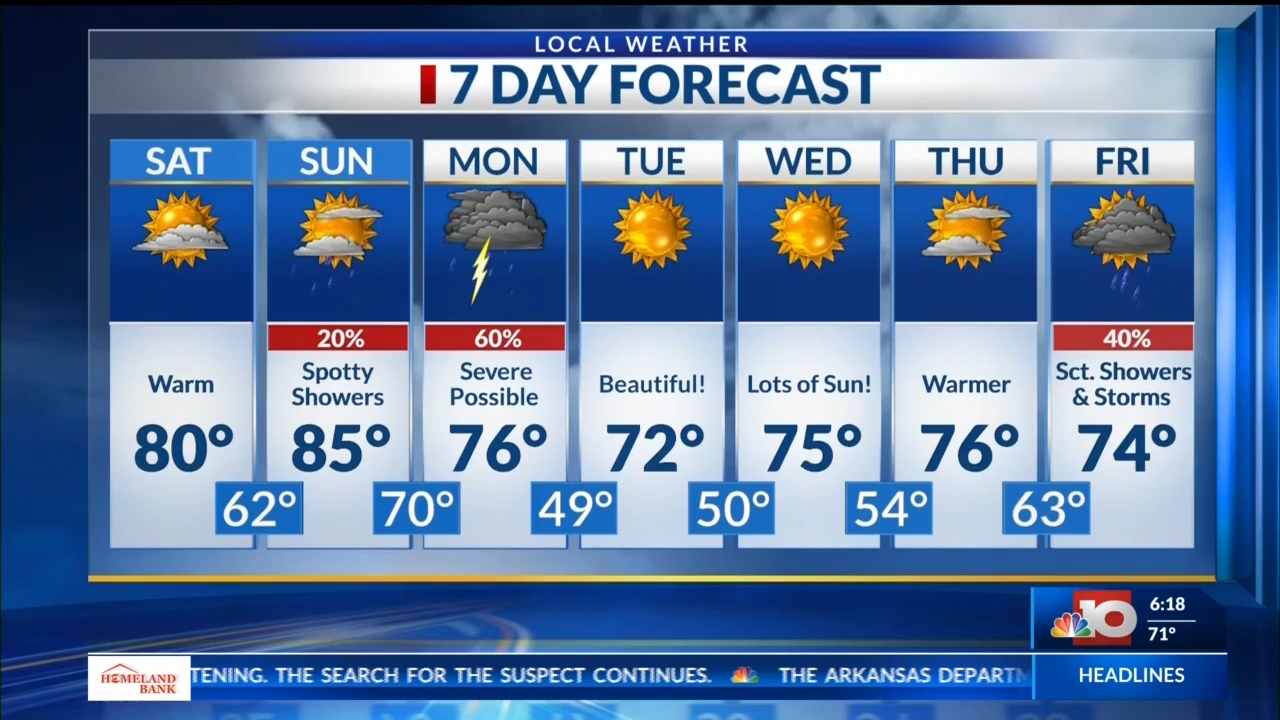 LOCAL WEATHER
7 DAY FORECAST
SAT SUN MON TUE WED THU FRI
20% 60% 40%
Warm
Spotty
Showers
Severe
Possible
Beautiful!
Lots of Sun!
Warmer
Sct. Showers
& Storms
80° 85° 76° 72° 75° 76° 74°
62° 70° 49° 50° 54° 63°
10
6:18
71°
HOMELAND
BANK
TENING. THE SEARCH FOR THE SUSPECT CONTINUES. THE ARKANSAS DEPARTM
HEADLINES